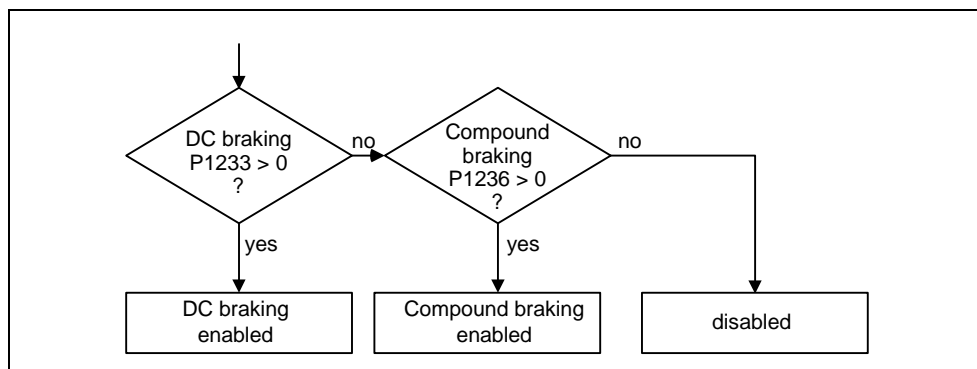 DC braking
P1233 > 0
?
no
Compound
braking
P1236 > 0
?
no
yes
yes
DC braking
enabled
Compound braking
enabled
disabled